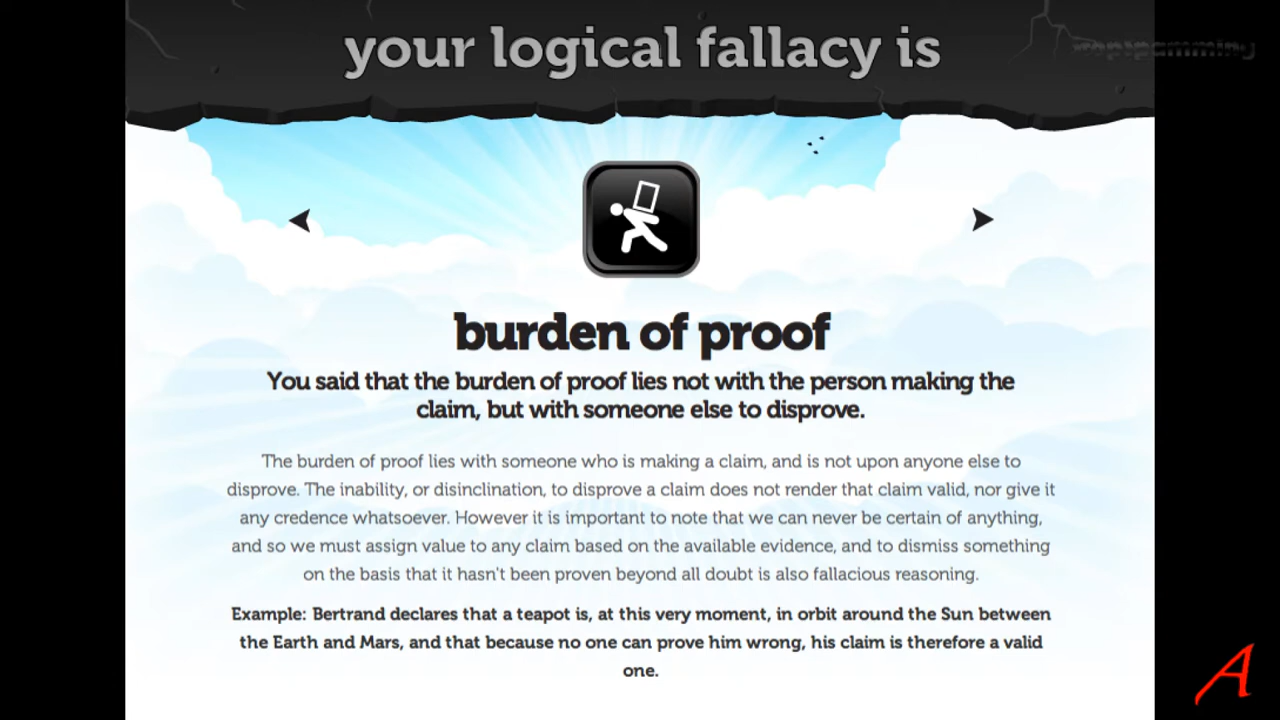 your logical fallacy is
burden of proof
You said that the burden of proof lies not with the person making the
claim, but with someone else to disprove.
The burden of proof lies with someone who is making a claim, and is not upon anyone else to
disprove. The inability, or disinclination, to disprove a claim does not render that claim valid, nor give it
any credence whatsoever. However it is important to note that we can never be certain of anything,
and so we must assign value to any claim based on the available evidence, and to dismiss something
on the basis that it hasn't been proven beyond all doubt is also fallacious reasoning.
Example: Bertrand declares that a teapot is, at this very moment, in orbit around the Sun between
the Earth and Mars, and that because no one can prove him wrong, his claim is therefore a valid
one.
A